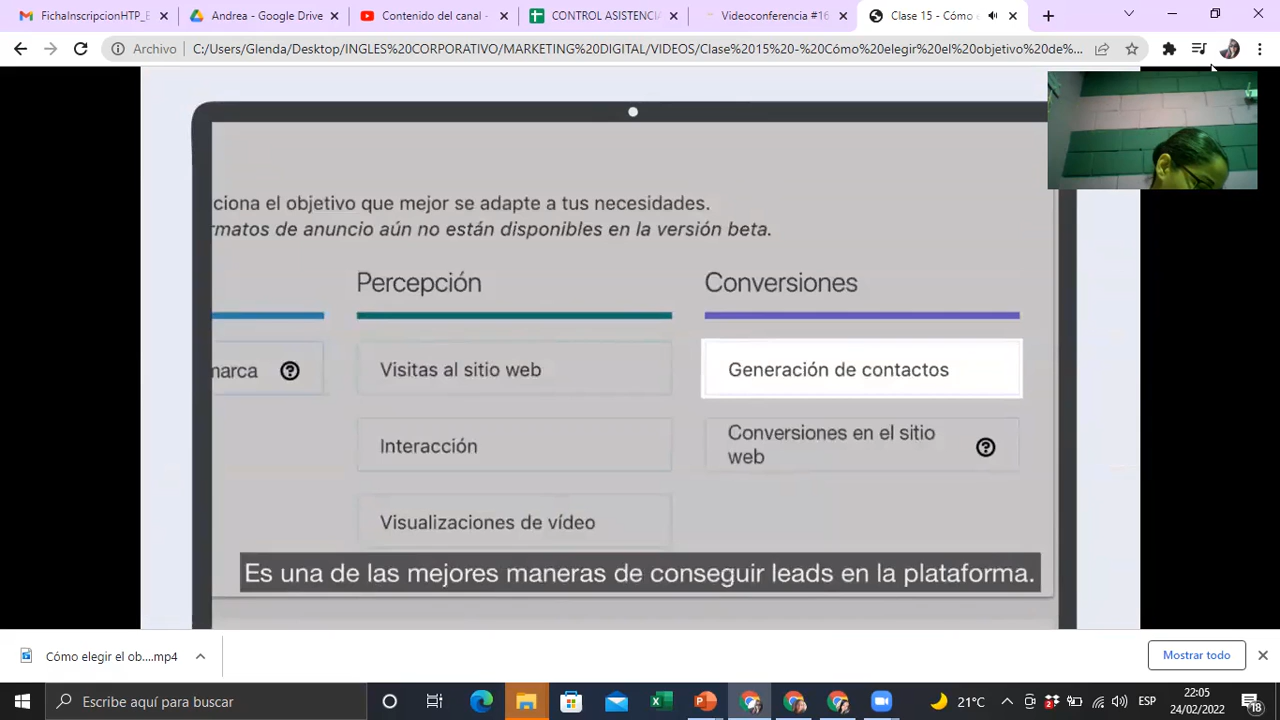 FichaInscripcionHTP_E
Andrea - Google Drive
Contenido del canal -
CONTROL ASISTENCIA
Videoconferencia #16
Clase 15 - Cómo
Archivo
C:/Users/Glenda/Desktop/INGLES%20CORPORATIVO/MARKETING%20DIGITAL/VIDEOS/Clase%2015%20-%20Cómo%20elegir%20el%20objetivo%20de%...
ciona el objetivo que mejor se adapte a tus necesidades.
rmatos de anuncio aún no están disponibles en la versión beta.
Percepción
Conversiones
marca
Visitas al sitio web
Generación de contactos
Interacción
Conversiones en el sitio
web
Visualizaciones de vídeo
Es una de las mejores maneras de conseguir leads en la plataforma.
Cómo elegir el ob....mp4
Mostrar todo
Escribe aquí para buscar
21°C
ESP
22:05
24/02/2022
18